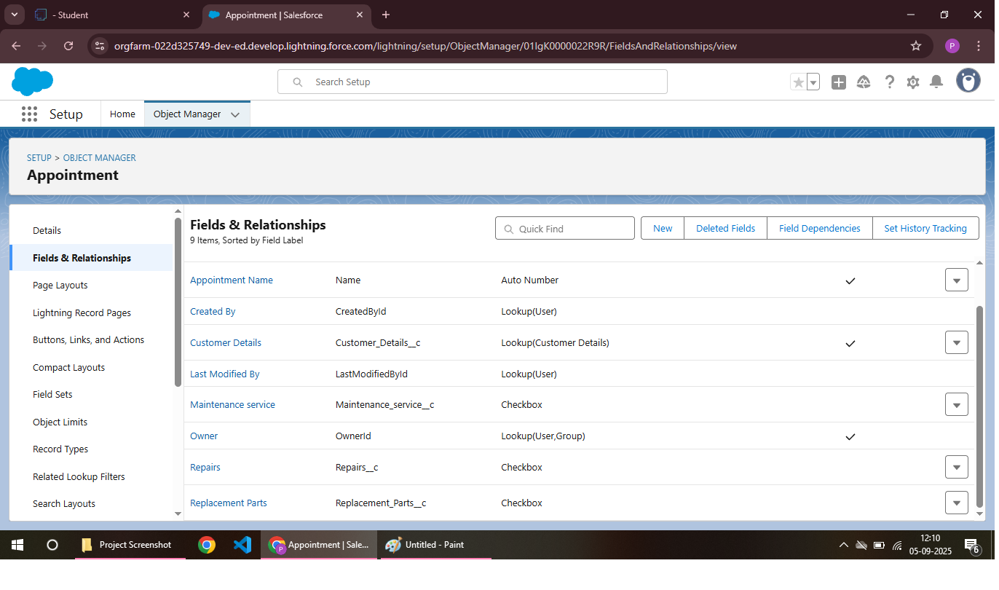 - Student
Appointment | Salesforce
orgfarm-022d325749-dev-ed.develop.lightning.force.com/lightning/setup/ObjectManager/01IgK0000022R9R/FieldsAndRelationships/view
P
Search Setup
Setup
Home
Object Manager
SETUP > OBJECT MANAGER
Appointment
Details
Fields & Relationships
Page Layouts
Lightning Record Pages
Buttons, Links, and Actions
Compact Layouts
Field Sets
Object Limits
Record Types
Related Lookup Filters
Search Layouts
Fields & Relationships
9 Items, Sorted by Field Label
Quick Find
New
Deleted Fields
Field Dependencies
Set History Tracking
Appointment Name Name Auto Number
Created By CreatedById Lookup(User)
Customer Details Customer_Details__c Lookup(Customer Details)
Last Modified By LastModifiedById Lookup(User)
Maintenance service Maintenance_service__c Checkbox
Owner OwnerId Lookup(User,Group)
Repairs Repairs__c Checkbox
Replacement Parts Replacement_Parts__c Checkbox
Project Screenshot
P
Appointment | Sale...
Untitled - Paint
12:10
05-09-2025
6